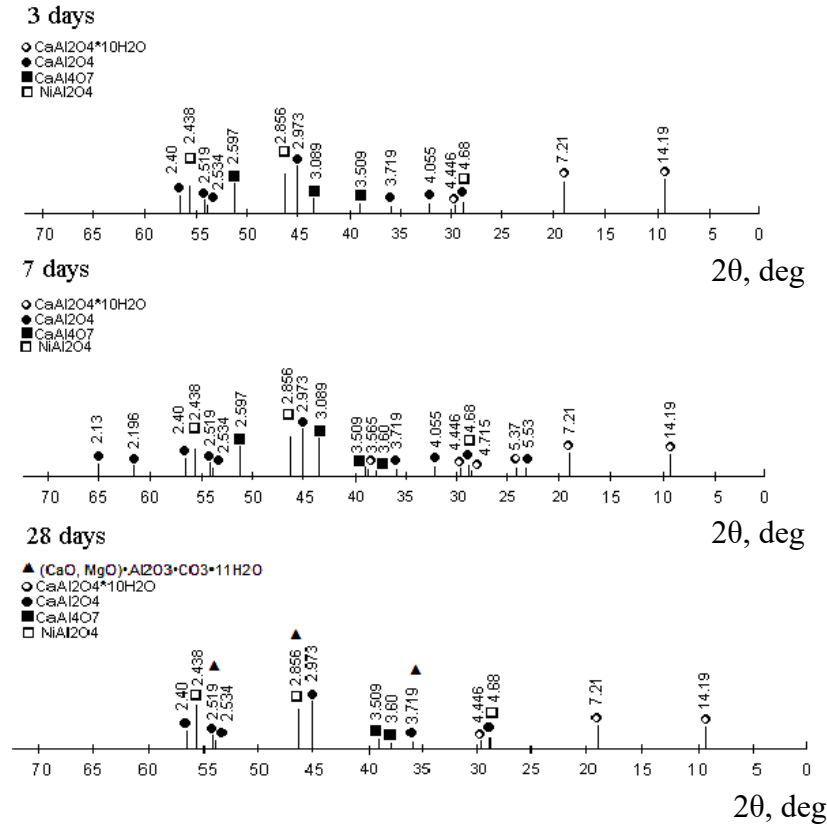 3 days
CaAl2O4*10H2O
CaAl2O4
CaAl4O7
NiAl2O4
2.40 2.438 2.519 2.534 2.597 2.856 2.973 3.089 3.509 3.719 4.055 4.446 4.68 7.21 14.19
70 65 60 55 50 45 40 35 30 25 20 15 10 5 0
2θ, deg
7 days
CaAl2O4*10H2O
CaAl2O4
CaAl4O7
NiAl2O4
2.13 2.196 2.40 2.438 2.519 2.534 2.597 2.856 2.973 3.089 3.509 3.565 3.60 3.719 4.055 4.446 4.68 4.715 5.37 5.53 7.21 14.19
70 60 55 50 45 40 35 30 25 20 15 10 5 0
2θ, deg
28 days
(CaO, MgO)•Al2O3•CO3•11H2O
CaAl2O4*10H2O
CaAl2O4
CaAl4O7
NiAl2O4
2.40 2.438 2.519 2.534 2.856 2.973 3.509 3.60 3.719 4.446 4.68 7.21 14.19
70 65 60 55 50 45 40 35 30 25 20 15 10 5 0
2θ, deg